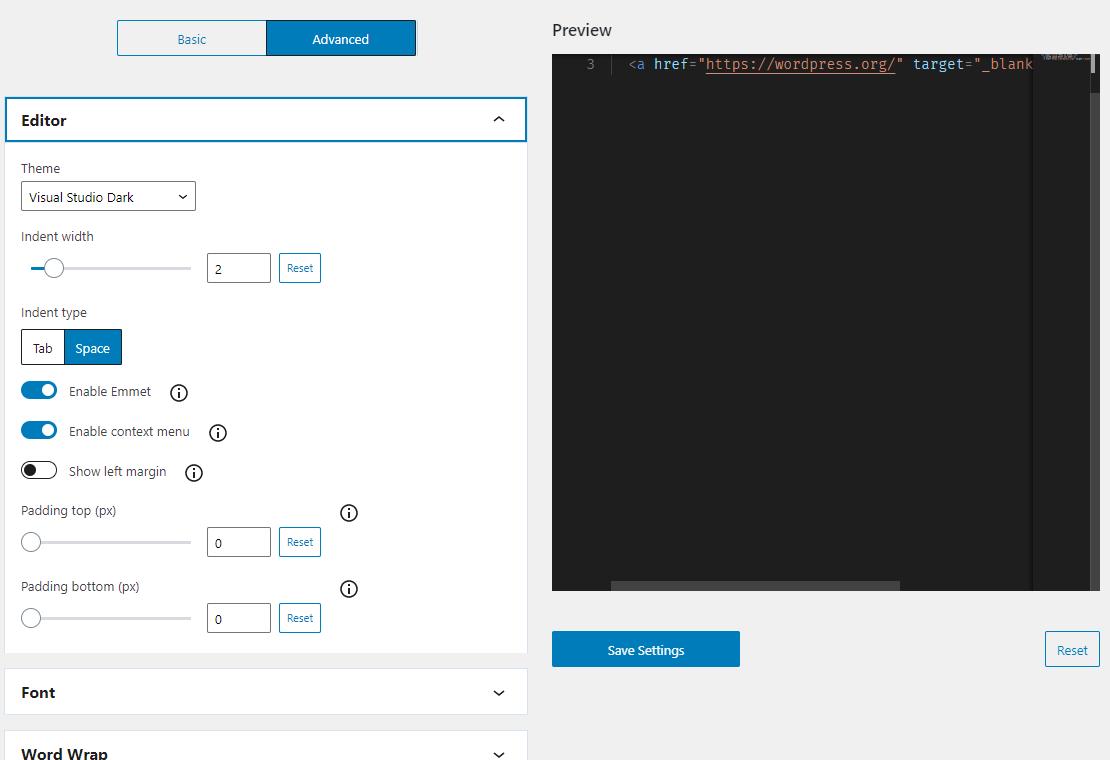 Basic
Advanced
Editor
Theme
Visual Studio Dark
Indent width
2
Reset
Indent type
Tab
Space
Enable Emmet
Enable context menu
Show left margin
Padding top (px)
0
Reset
Padding bottom (px)
0
Reset
Font
Word Wrap
Preview
3 <a href="https://wordpress.org/" target="_blank
Save Settings
Reset